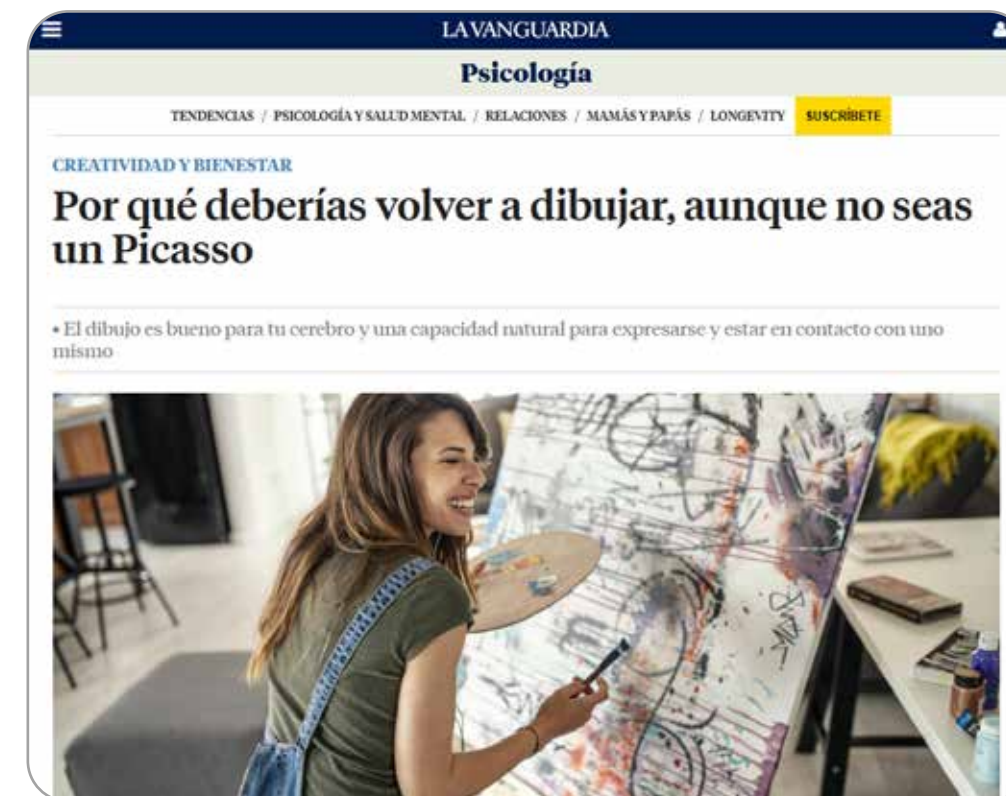 LA VANGUARDIA
Psicología
TENDENCIAS / PSICOLOGÍA Y SALUD MENTAL / RELACIONES / MAMÁS Y PAPÁS / LONGEVITY SUSCRÍBETE
CREATIVIDAD Y BIENESTAR
Por qué deberías volver a dibujar, aunque no seas
un Picasso
• El dibujo es bueno para tu cerebro y una capacidad natural para expresarse y estar en contacto con uno
mismo